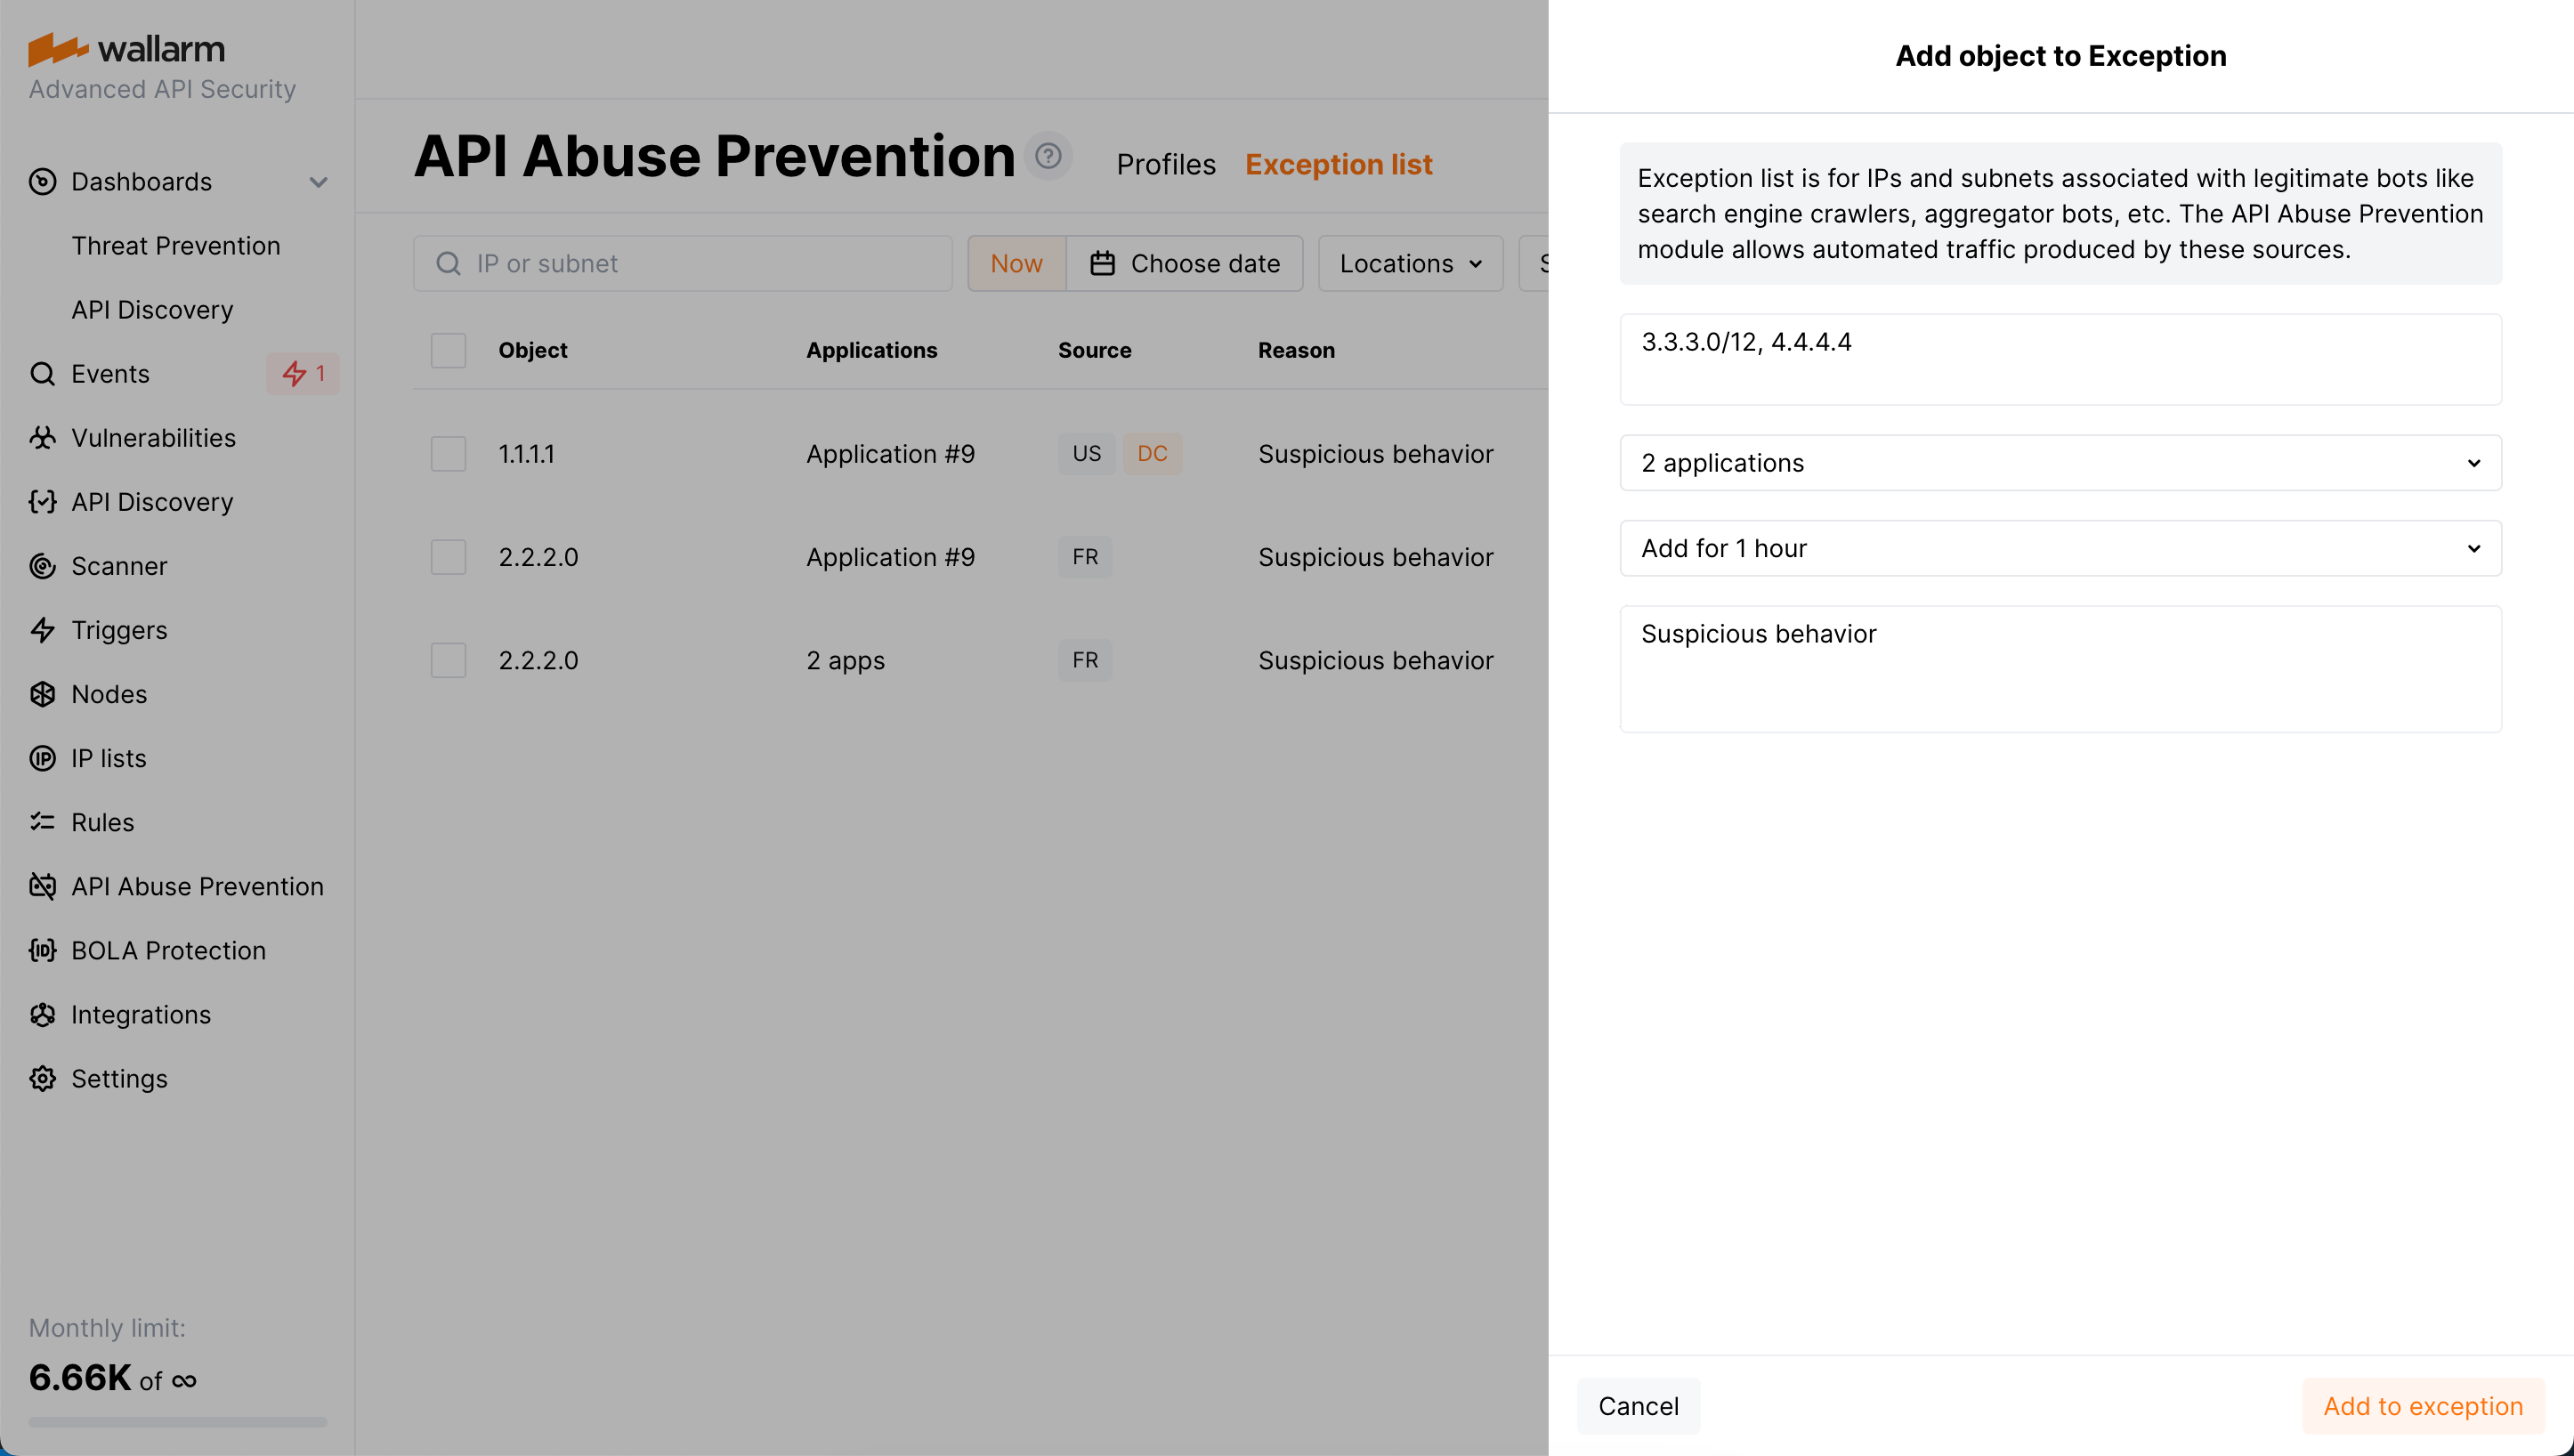 wallarm
Advanced API Security
Dashboards
Threat Prevention
API Discovery
Events
1
Vulnerabilities
API Discovery
Scanner
Triggers
Nodes
IP lists
Rules
API Abuse Prevention
BOLA Protection
Integrations
Settings
Monthly limit:
6.66K of ∞
API Abuse Prevention
Profiles
Exception list
IP or subnet
Now
Choose date
Locations
Object Applications Source Reason
1.1.1.1 Application #9 US DC Suspicious behavior
2.2.2.0 Application #9 FR Suspicious behavior
2.2.2.0 2 apps FR Suspicious behavior
Add object to Exception
Exception list is for IPs and subnets associated with legitimate bots like
search engine crawlers, aggregator bots, etc. The API Abuse Prevention
module allows automated traffic produced by these sources.
3.3.3.0/12, 4.4.4.4
2 applications
Add for 1 hour
Suspicious behavior
Cancel
Add to exception